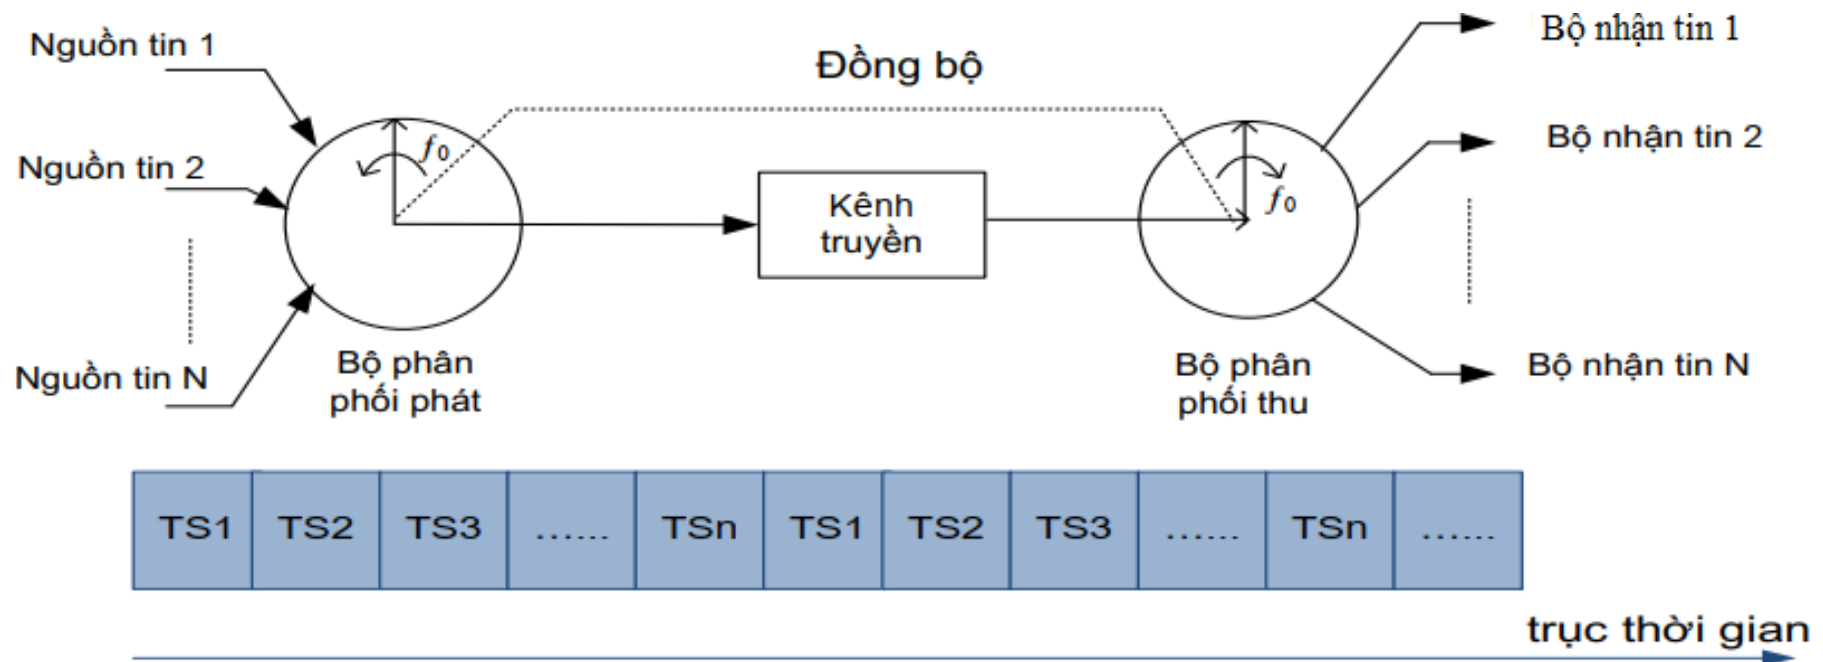 Nguồn tin 1
Nguồn tin 2
Nguồn tin N
Đồng bộ
f0
Bộ phân
phối phát
Kênh
truyền
f0
Bộ phân
phối thu
Bộ nhận tin 1
Bộ nhận tin 2
Bộ nhận tin N
TS1 TS2 TS3 ...... TSn TS1 TS2 TS3 ...... TSn ......
trục thời gian